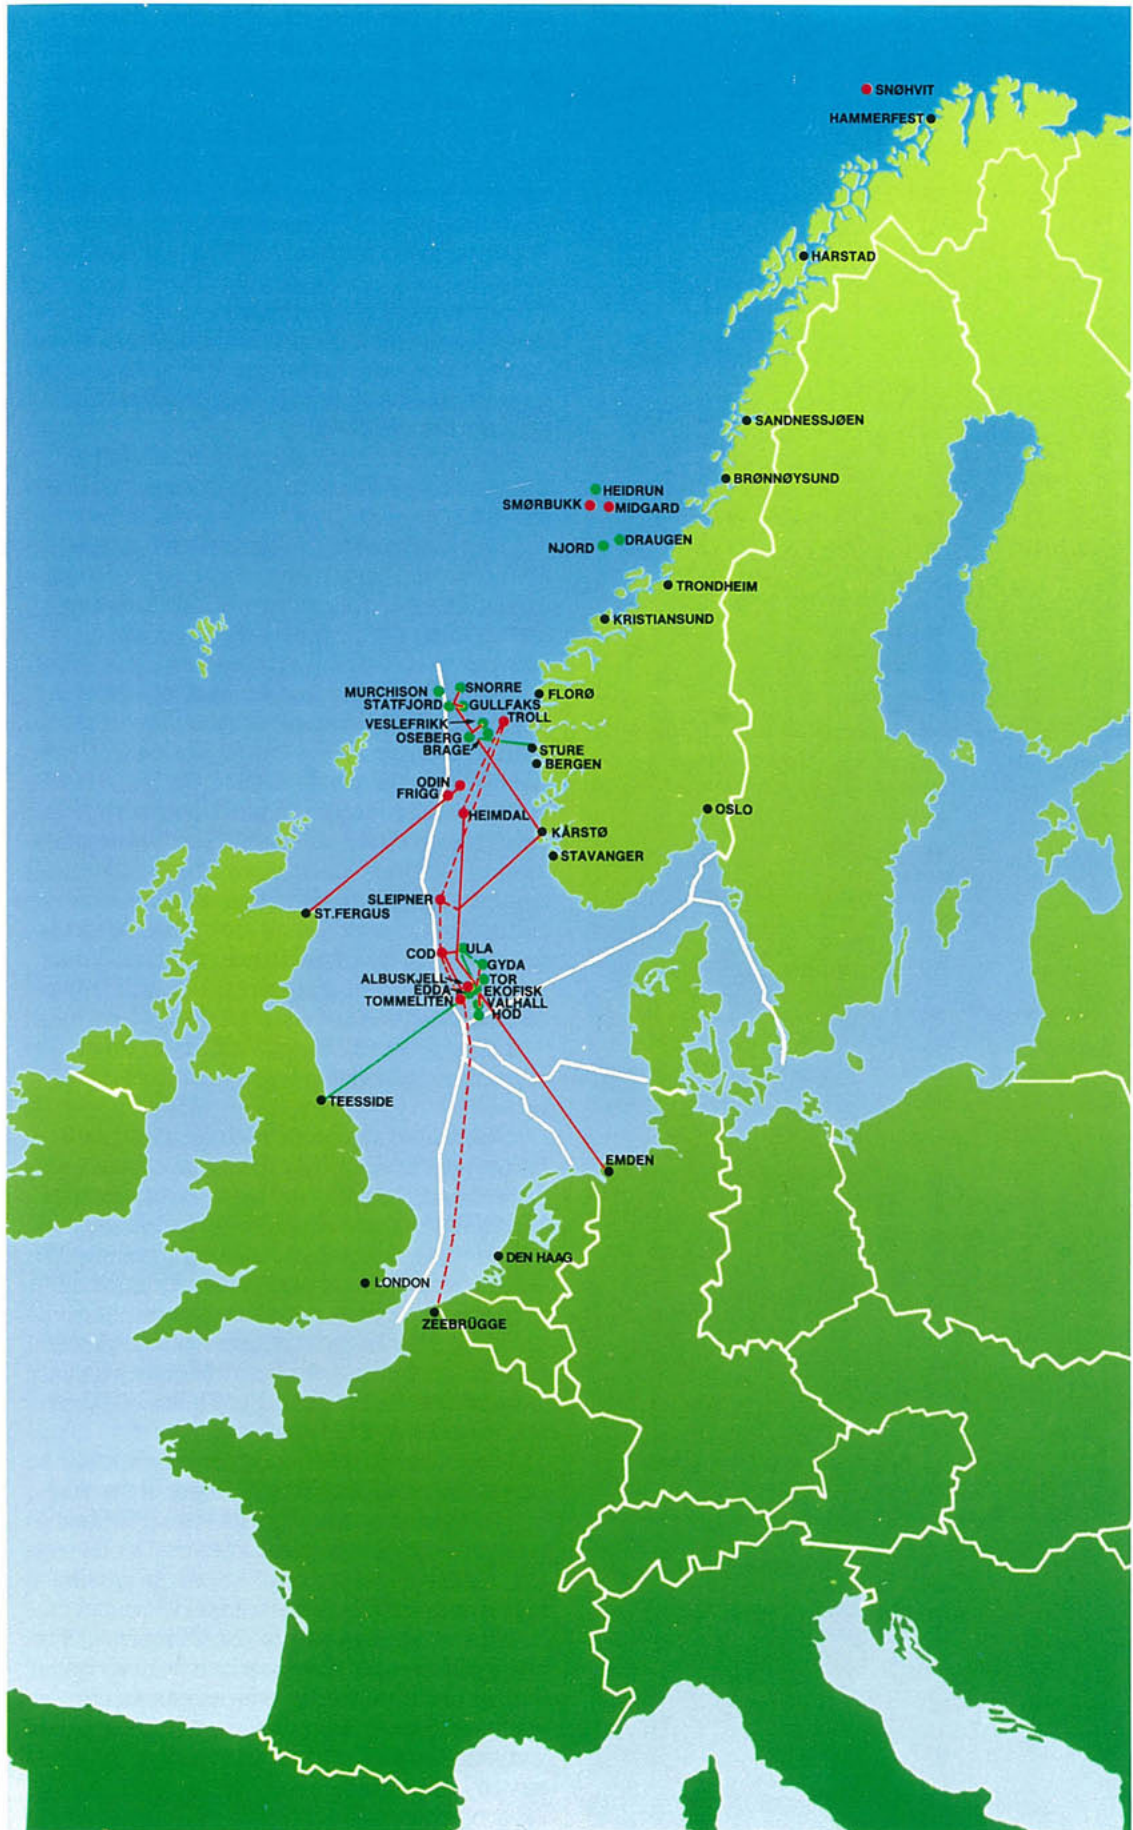 SNØHVIT
HAMMERFEST
HARSTAD
SANDNESSJØEN
BRØNNØYSUND
HEIDRUN
SMØRBUKK
MIDGARD
DRAUGEN
NJORD
TRONDHEIM
KRISTIANSUND
SNORRE
MURCHISON
FLORØ
STATFJORD
GULLFAKS
TROLL
VESLEFRIKK
OSEBERG
BRAGE
STURE
BERGEN
ODIN
FRIGG
OSLO
HEIMDAL
KÅRSTØ
STAVANGER
SLEIPNER
ST.FERGUS
ULA
COD
GYDA
ALBUSKJELL
TOR
EDDA
EKOFISK
TOMMELITEN
VALHALL
HOD
TEESSIDE
EMDEN
DEN HAAG
LONDON
ZEEBRÜGGE